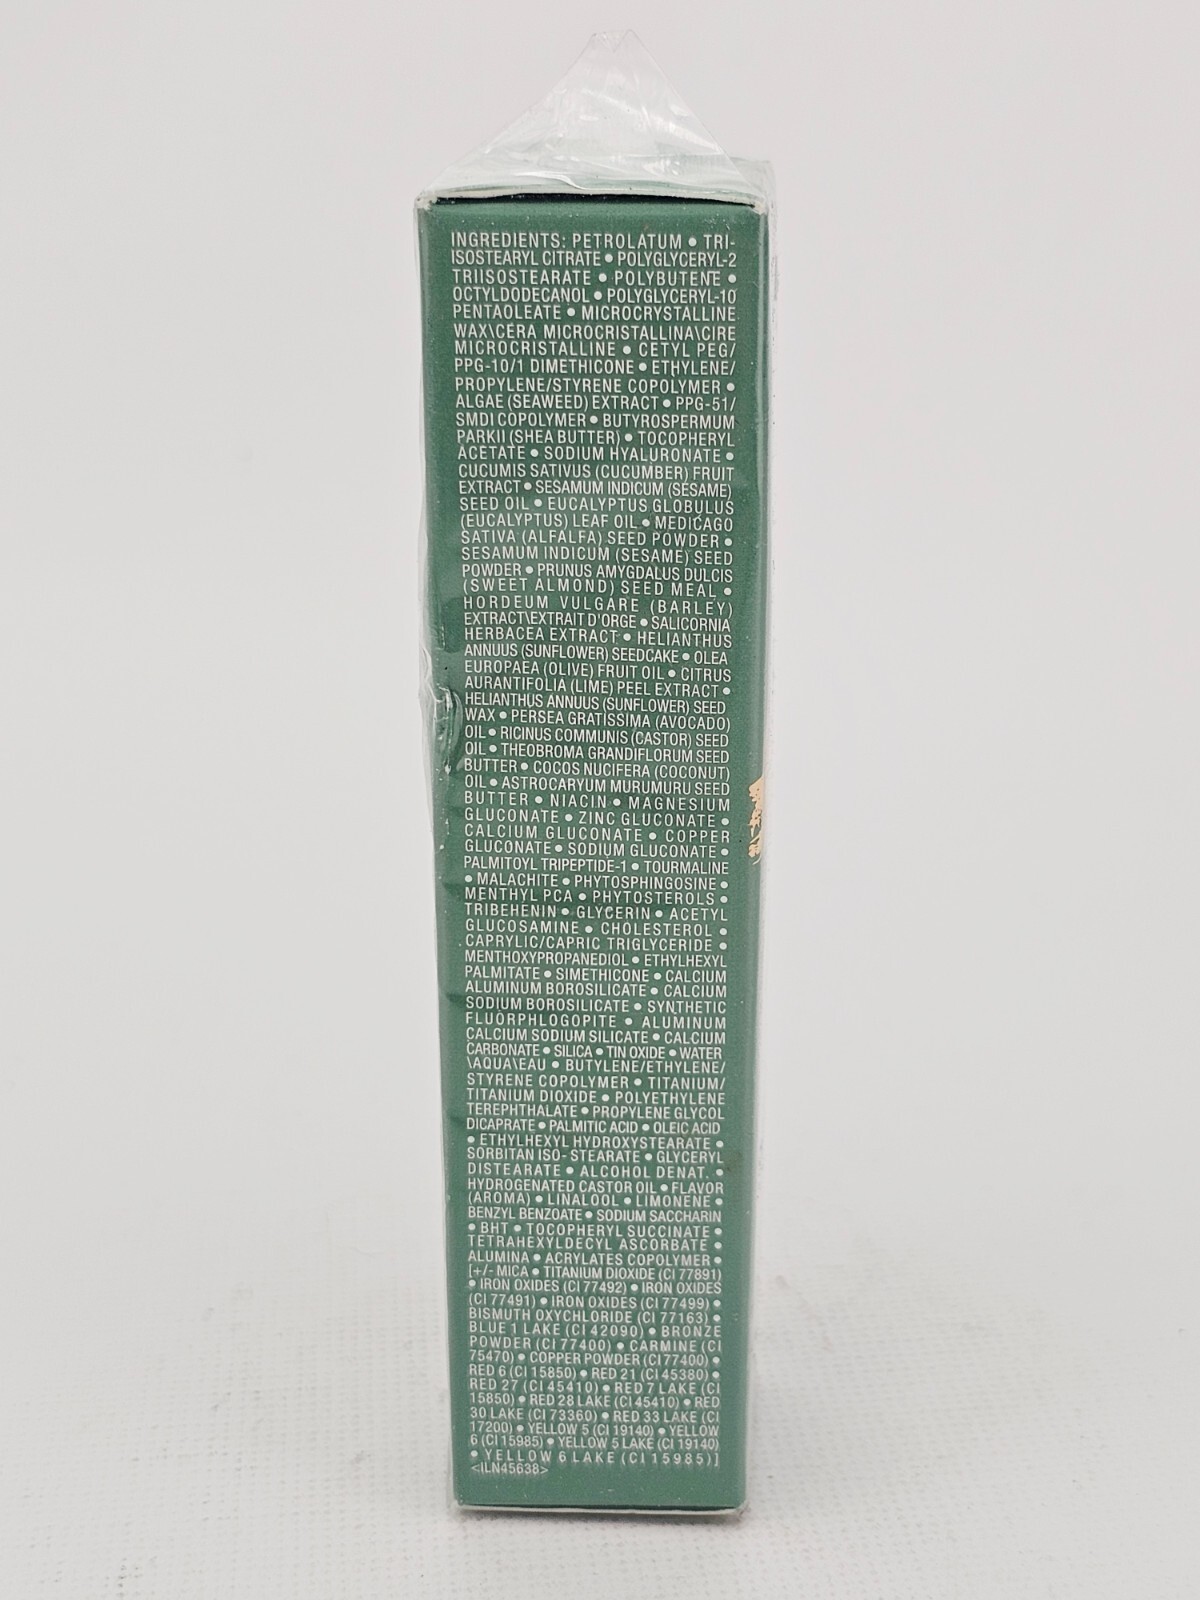 INGREDIENTS: PETROLATUM • TRI-
ISOSTEARYL CITRATE • POLYGLYCERYL-2
TRIISOSTEARATE • POLYBUTENE •
OCTYLDODECANOL • POLYGLYCERYL-10
PENTAOLEATE • MICROCRYSTALLINE
WAX\CERA MICROCRISTALLINA\CIRE
MICROCRISTALLINE • CETYL PEG/
PPG-10/1 DIMETHICONE • ETHYLENE/
PROPYLENE/STYRENE COPOLYMER •
ALGAE (SEAWEED) EXTRACT • PPG-51/
SMDI COPOLYMER • BUTYROSPERMUM
PARKII (SHEA BUTTER) • TOCOPHERYL
ACETATE • SODIUM HYALURONATE •
CUCUMIS SATIVUS (CUCUMBER) FRUIT
EXTRACT • SESAMUM INDICUM (SESAME)
SEED OIL • EUCALYPTUS GLOBULUS
(EUCALYPTUS) LEAF OIL • MEDICAGO
SATIVA (ALFALFA) SEED POWDER •
SESAMUM INDICUM (SESAME) SEED
POWDER • PRUNUS AMYGDALUS DULCIS
(SWEET ALMOND) SEED MEAL •
HORDEUM VULGARE (BARLEY)
EXTRACT\EXTRAIT D'ORGE • SALICORNIA
HERBACEA EXTRACT • HELIANTHUS
ANNUUS (SUNFLOWER) SEEDCAKE • OLEA
EUROPAEA (OLIVE) FRUIT OIL • CITRUS
AURANTIFOLIA (LIME) PEEL EXTRACT •
HELIANTHUS ANNUUS (SUNFLOWER) SEED
WAX • PERSEA GRATISSIMA (AVOCADO)
OIL • RICINUS COMMUNIS (CASTOR) SEED
OIL • THEOBROMA GRANDIFLORUM SEED
BUTTER • COCOS NUCIFERA (COCONUT)
OIL • ASTROCARYUM MURUMURU SEED
BUTTER • NIACIN • MAGNESIUM
GLUCONATE • ZINC GLUCONATE •
CALCIUM GLUCONATE • COPPER
GLUCONATE • SODIUM GLUCONATE •
PALMITOYL TRIPEPTIDE-1 • TOURMALINE
• MALACHITE • PHYTOSPHINGOSINE •
MENTHYL PCA • PHYTOSTEROLS •
TRIBEHENIN • GLYCERIN • ACETYL
GLUCOSAMINE • CHOLESTEROL •
CAPRYLIC/CAPRIC TRIGLYCERIDE •
MENTHOXYPROPANEDIOL • ETHYLHEXYL
PALMITATE • SIMETHICONE • CALCIUM
ALUMINUM BOROSILICATE • CALCIUM
SODIUM BOROSILICATE • SYNTHETIC
FLUORPHLOGOPITE • ALUMINUM
CALCIUM SODIUM SILICATE • CALCIUM
CARBONATE • SILICA • TIN OXIDE • WATER
\AQUA\EAU • BUTYLENE/ETHYLENE/
STYRENE COPOLYMER • TITANIUM/
TITANIUM DIOXIDE • POLYETHYLENE
TEREPHTHALATE • PROPYLENE GLYCOL
DICAPRATE • PALMITIC ACID • OLEIC ACID
• ETHYLHEXYL HYDROXYSTEARATE •
SORBITAN ISO- STEARATE • GLYCERYL
DISTEARATE • ALCOHOL DENAT. •
HYDROGENATED CASTOR OIL • FLAVOR
(AROMA) • LINALOOL • LIMONENE •
BENZYL BENZOATE • SODIUM SACCHARIN
• BHT • TOCOPHERYL SUCCINATE •
TETRAHEXYLDECYL ASCORBATE •
ALUMINA • ACRYLATES COPOLYMER •
[+/- MICA • TITANIUM DIOXIDE (CI 77891)
• IRON OXIDES (CI 77492) • IRON OXIDES
(CI 77491) • IRON OXIDES (CI 77499) •
BISMUTH OXYCHLORIDE (CI 77163) •
BLUE 1 LAKE (CI 42090) • BRONZE
POWDER (CI 77400) • CARMINE (CI
75470) • COPPER POWDER (CI 77400) •
RED 6 (CI 15850) • RED 21 (CI 45380) •
RED 27 (CI 45410) • RED 7 LAKE (CI
15850) • RED 28 LAKE (CI 45410) • RED
30 LAKE (CI 73360) • RED 33 LAKE (CI
17200) • YELLOW 5 (CI 19140) • YELLOW
6 (CI 15985) • YELLOW 5 LAKE (CI 19140)
• YELLOW 6 LAKE (CI 15985)]
<ILN45638>